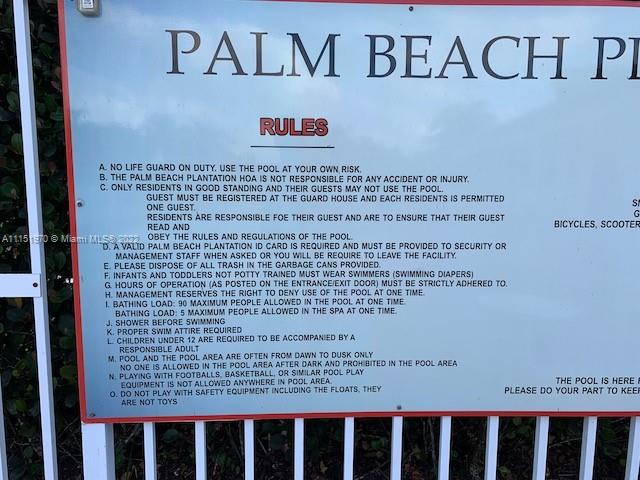 PALM BEACH PL
RULES
A. NO LIFE GUARD ON DUTY. USE THE POOL AT YOUR OWN RISK.
B. THE PALM BEACH PLANTATION HOA IS NOT RESPONSIBLE FOR ANY ACCIDENT OR INJURY.
C. ONLY RESIDENTS IN GOOD STANDING AND THEIR GUESTS MAY NOT USE THE POOL.
GUEST MUST BE REGISTERED AT THE GUARD HOUSE AND EACH RESIDENTS IS PERMITTED
ONE GUEST.
RESIDENTS ARE RESPONSIBLE FOE THEIR GUEST AND ARE TO ENSURE THAT THEIR GUEST
READ AND
OBEY THE RULES AND REGULATIONS OF THE POOL.
D. A VALID PALM BEACH PLANTATION ID CARD IS REQUIRED AND MUST BE PROVIDED TO SECURITY OR
MANAGEMENT STAFF WHEN ASKED OR YOU WILL BE REQUIRE TO LEAVE THE FACILITY.
E. PLEASE DISPOSE OF ALL TRASH IN THE GARBAGE CANS PROVIDED.
F. INFANTS AND TODDLERS NOT POTTY TRAINED MUST WEAR SWIMMERS (SWIMMING DIAPERS)
G. HOURS OF OPERATION (AS POSTED ON THE ENTRANCE/EXIT DOOR) MUST BE STRICTLY ADHERED TO.
H. MANAGEMENT RESERVES THE RIGHT TO DENY USE OF THE POOL AT ONE TIME.
I. BATHING LOAD: 90 MAXIMUM PEOPLE ALLOWED IN THE POOL AT ONE TIME.
BATHING LOAD: 5 MAXIMUM PEOPLE ALLOWED IN THE SPA AT ONE TIME.
J. SHOWER BEFORE SWIMMING
K. PROPER SWIM ATTIRE REQUIRED
L. CHILDREN UNDER 12 ARE REQUIRED TO BE ACCOMPANIED BY A
RESPONSIBLE ADULT
M. POOL AND THE POOL AREA ARE OFTEN FROM DAWN TO DUSK ONLY
NO ONE IS ALLOWED IN THE POOL AREA AFTER DARK AND PROHIBITED IN THE POOL AREA
N. PLAYING WITH FOOTBALLS, BASKETBALL, OR SIMILAR POOL PLAY
EQUIPMENT IS NOT ALLOWED ANYWHERE IN POOL AREA.
O. DO NOT PLAY WITH SAFETY EQUIPMENT INCLUDING THE FLOATS, THEY
ARE NOT TOYS
SM
G
BICYCLES, SCOOTER
THE POOL IS HERE F
PLEASE DO YOUR PART TO KEEP
A11451970 © Miami MLS® 2023